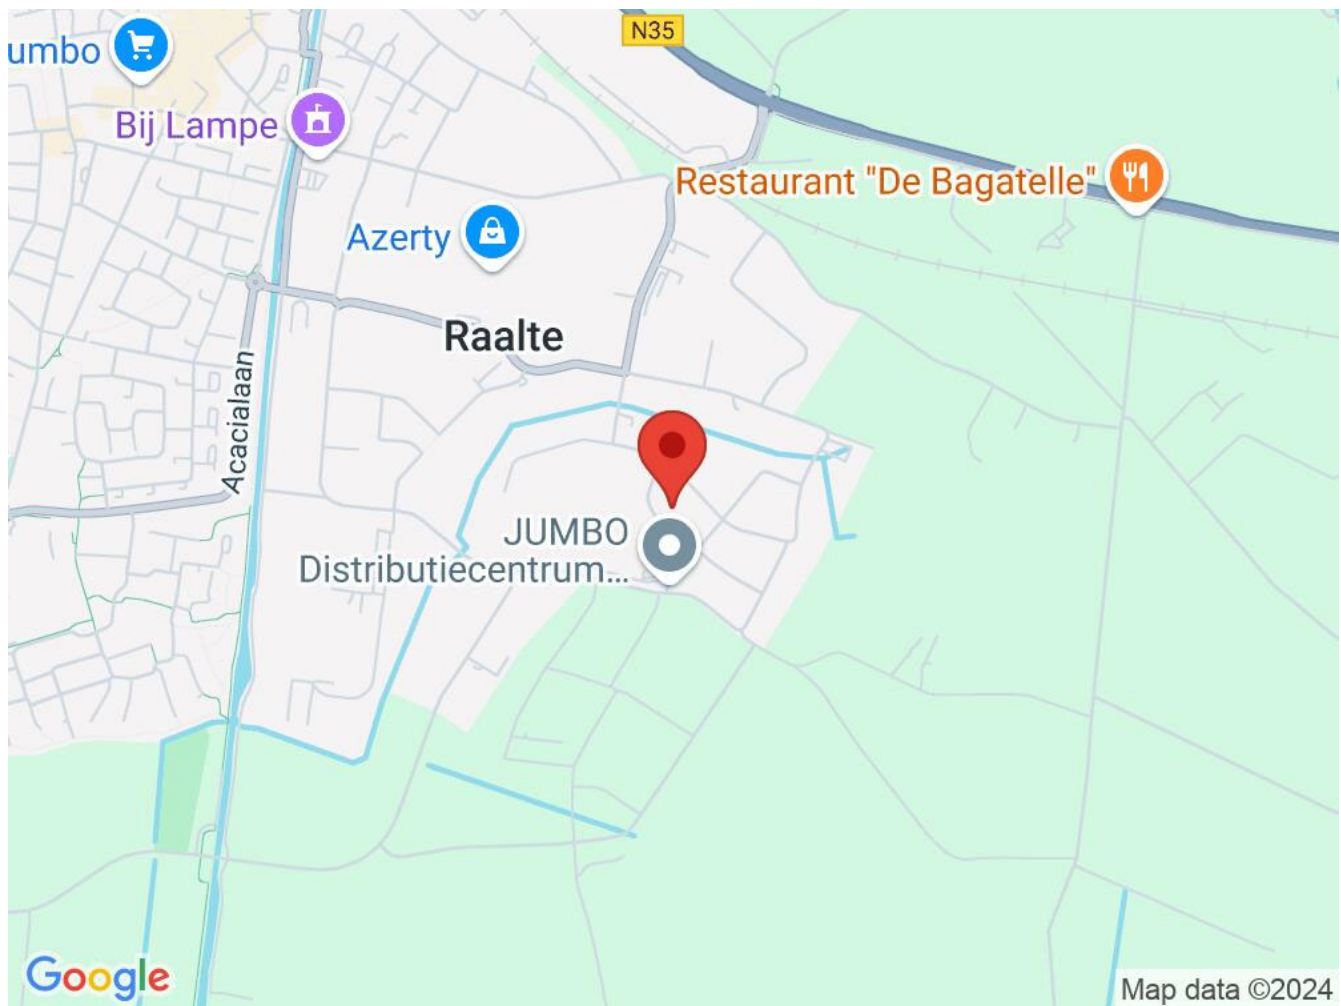 N35
umbo
Bij Lampe
Restaurant "De Bagatelle"
Azerty
Raalte
Acacialaan
JUMBO
Distributiecentrum...
Google
Map data ©2024